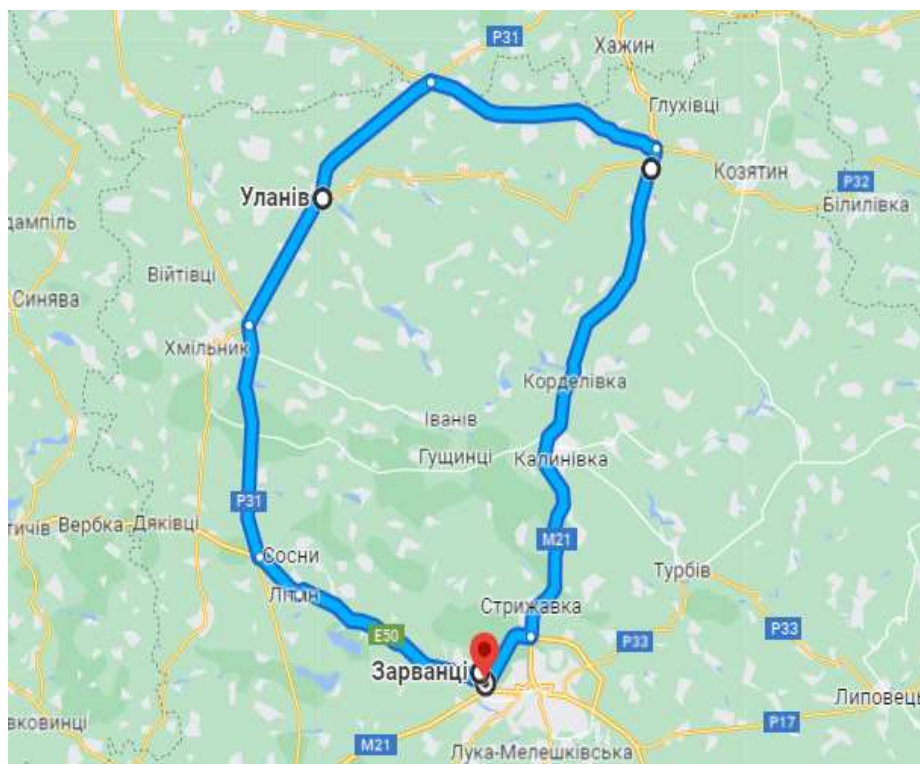 P31
Хажин
Глухівці
Козятин
P32
Білилівка
Уланів
дампіль
Війтівці
Синява
Хмільник
Корделівка
Іванів
Гущинці
Калинівка
P31
тичів
Вербка
Дяківці
M21
Сосни
Турбів
Літин
Стрижавка
E50
P33
P33
Зарванці
Липовець
вковинці
P17
M21
Лука-Мелешківська